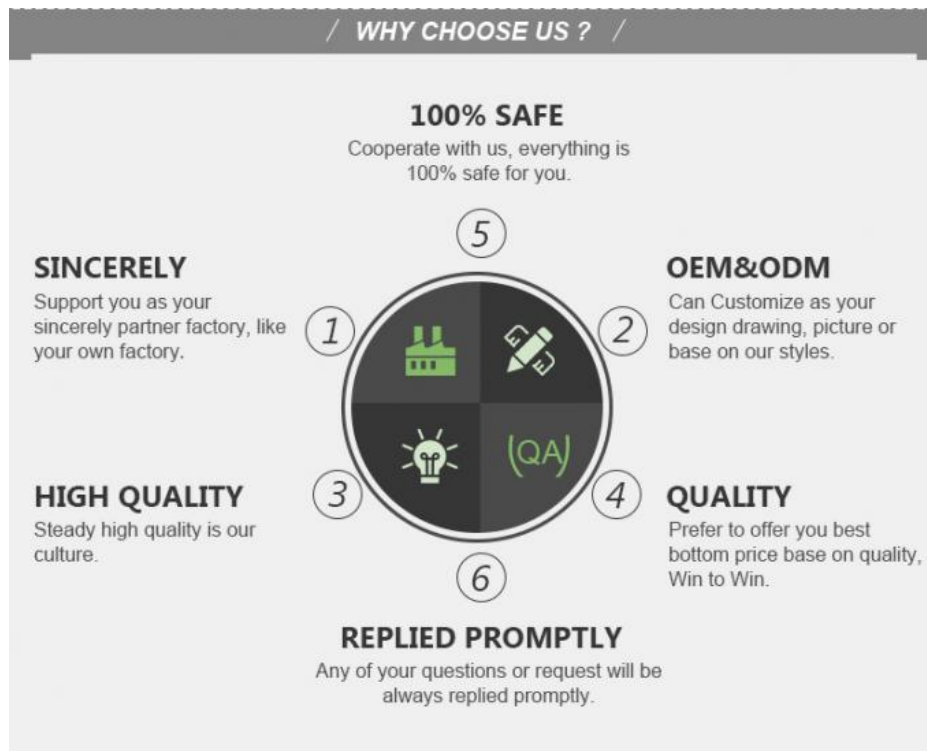 / WHY CHOOSE US ? /
100% SAFE
Cooperate with us, everything is
100% safe for you.
5
SINCERELY
Support you as your
sincerely partner factory, like
your own factory.
1
2
OEM&ODM
Can Customize as your
design drawing, picture or
base on our styles.
HIGH QUALITY
Steady high quality is our
culture.
3
(QA)
4
QUALITY
Prefer to offer you best
bottom price base on quality,
Win to Win.
6
REPLIED PROMPTLY
Any of your questions or request will be
always replied promptly.